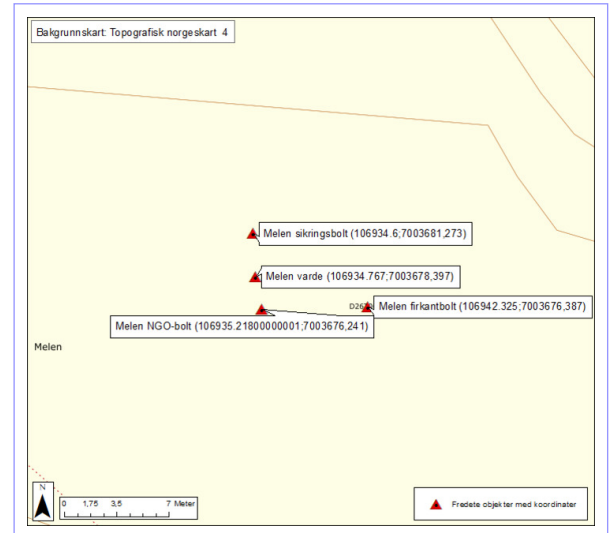 Bakgrunnskart: Topografisk norgeskart 4
Melen sikringsbolt (106934.6;7003681,273)
Melen varde (106934.767;7003678,397)
Melen firkantbolt (106942.325;7003676,387)
Melen NGO-bolt (106935.21800000001;7003676,241)
Melen
N
0 1,75 3,5 7 Meter
Fredete objekter med koordinater